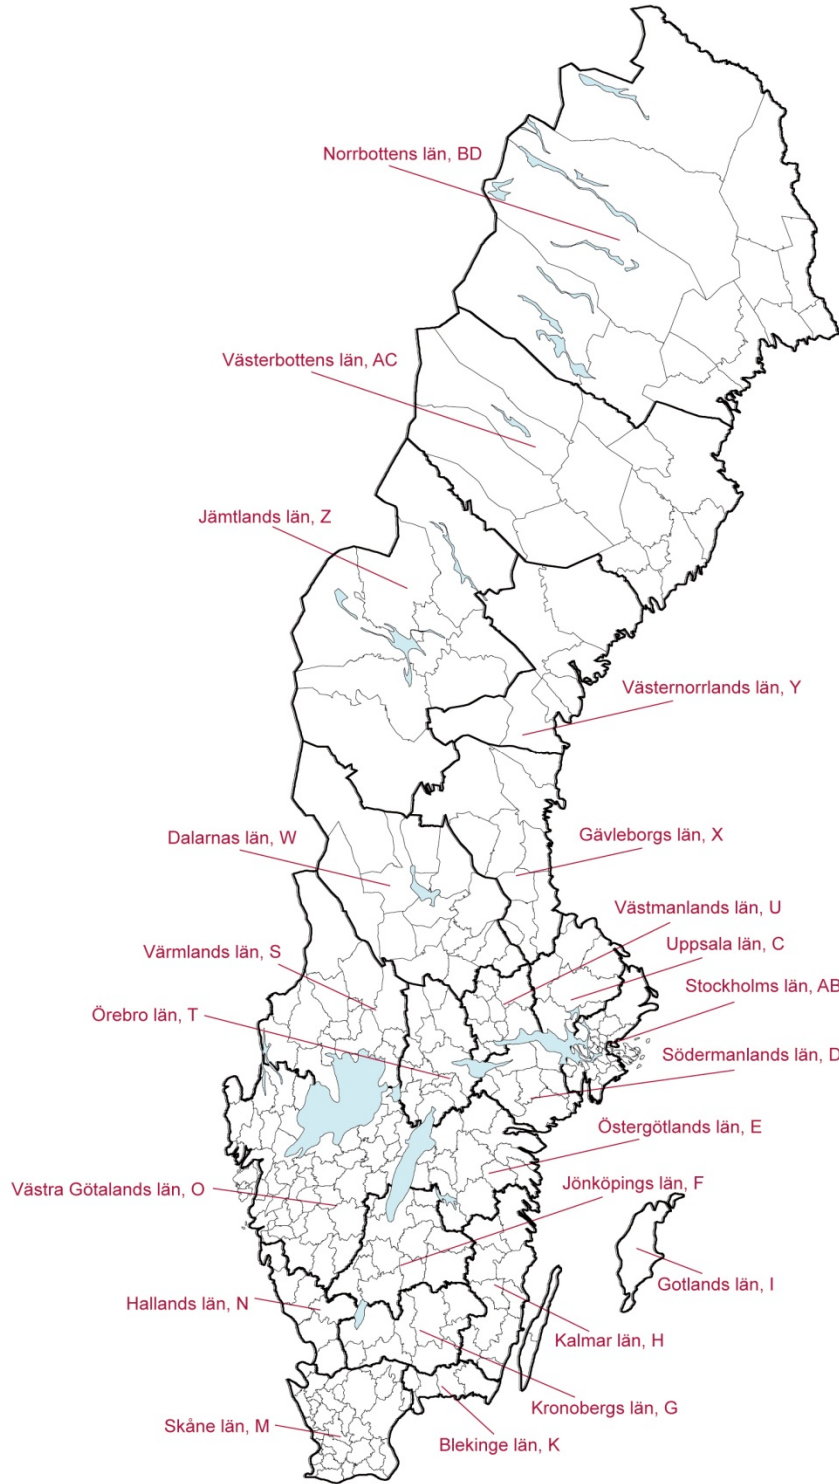 Norrbottens län, BD
Västerbottens län, AC
Jämtlands län, Z
Västernorrlands län, Y
Dalarnas län, W
Gävleborgs län, X
Västmanlands län, U
Uppsala län, C
Värmlands län, S
Stockholms län, AB
Örebro län, T
Södermanlands län, D
Östergötlands län, E
Jönköpings län, F
Västra Götalands län, O
Gotlands län, I
Hallands län, N
Kalmar län, H
Kronobergs län, G
Skåne län, M
Blekinge län, K